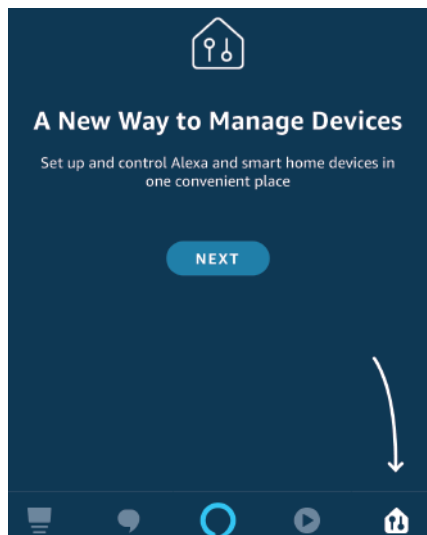 A New Way to Manage Devices
Set up and control Alexa and smart home devices in
one convenient place
NEXT